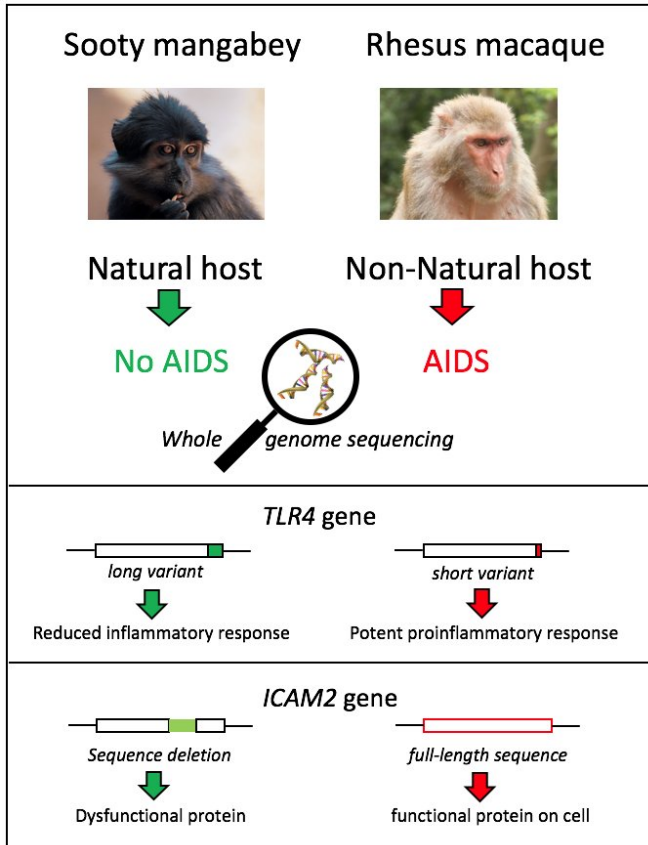 Sooty mangabey
Rhesus macaque
Natural host
Non-Natural host
No AIDS
AIDS
Whole genome sequencing
TLR4 gene
long variant
short variant
Reduced inflammatory response
Potent proinflammatory response
ICAM2 gene
Sequence deletion
full-length sequence
Dysfunctional protein
functional protein on cell